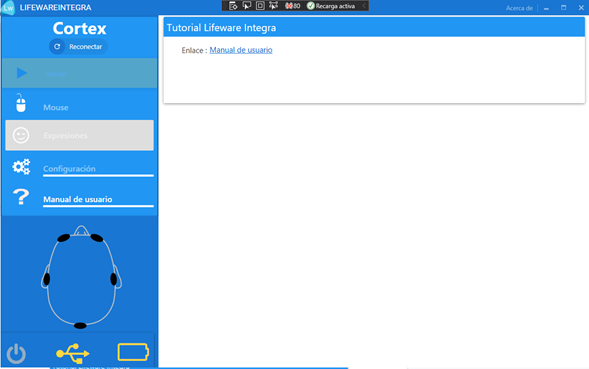 LW LIFEWAREINTEGRA
80 Recarga activa
Acerca de
Cortex
Reconectar
Tutorial Lifeware Integra
Enlace : Manual de usuario
Mouse
Expresiones
Configuración
Manual de usuario